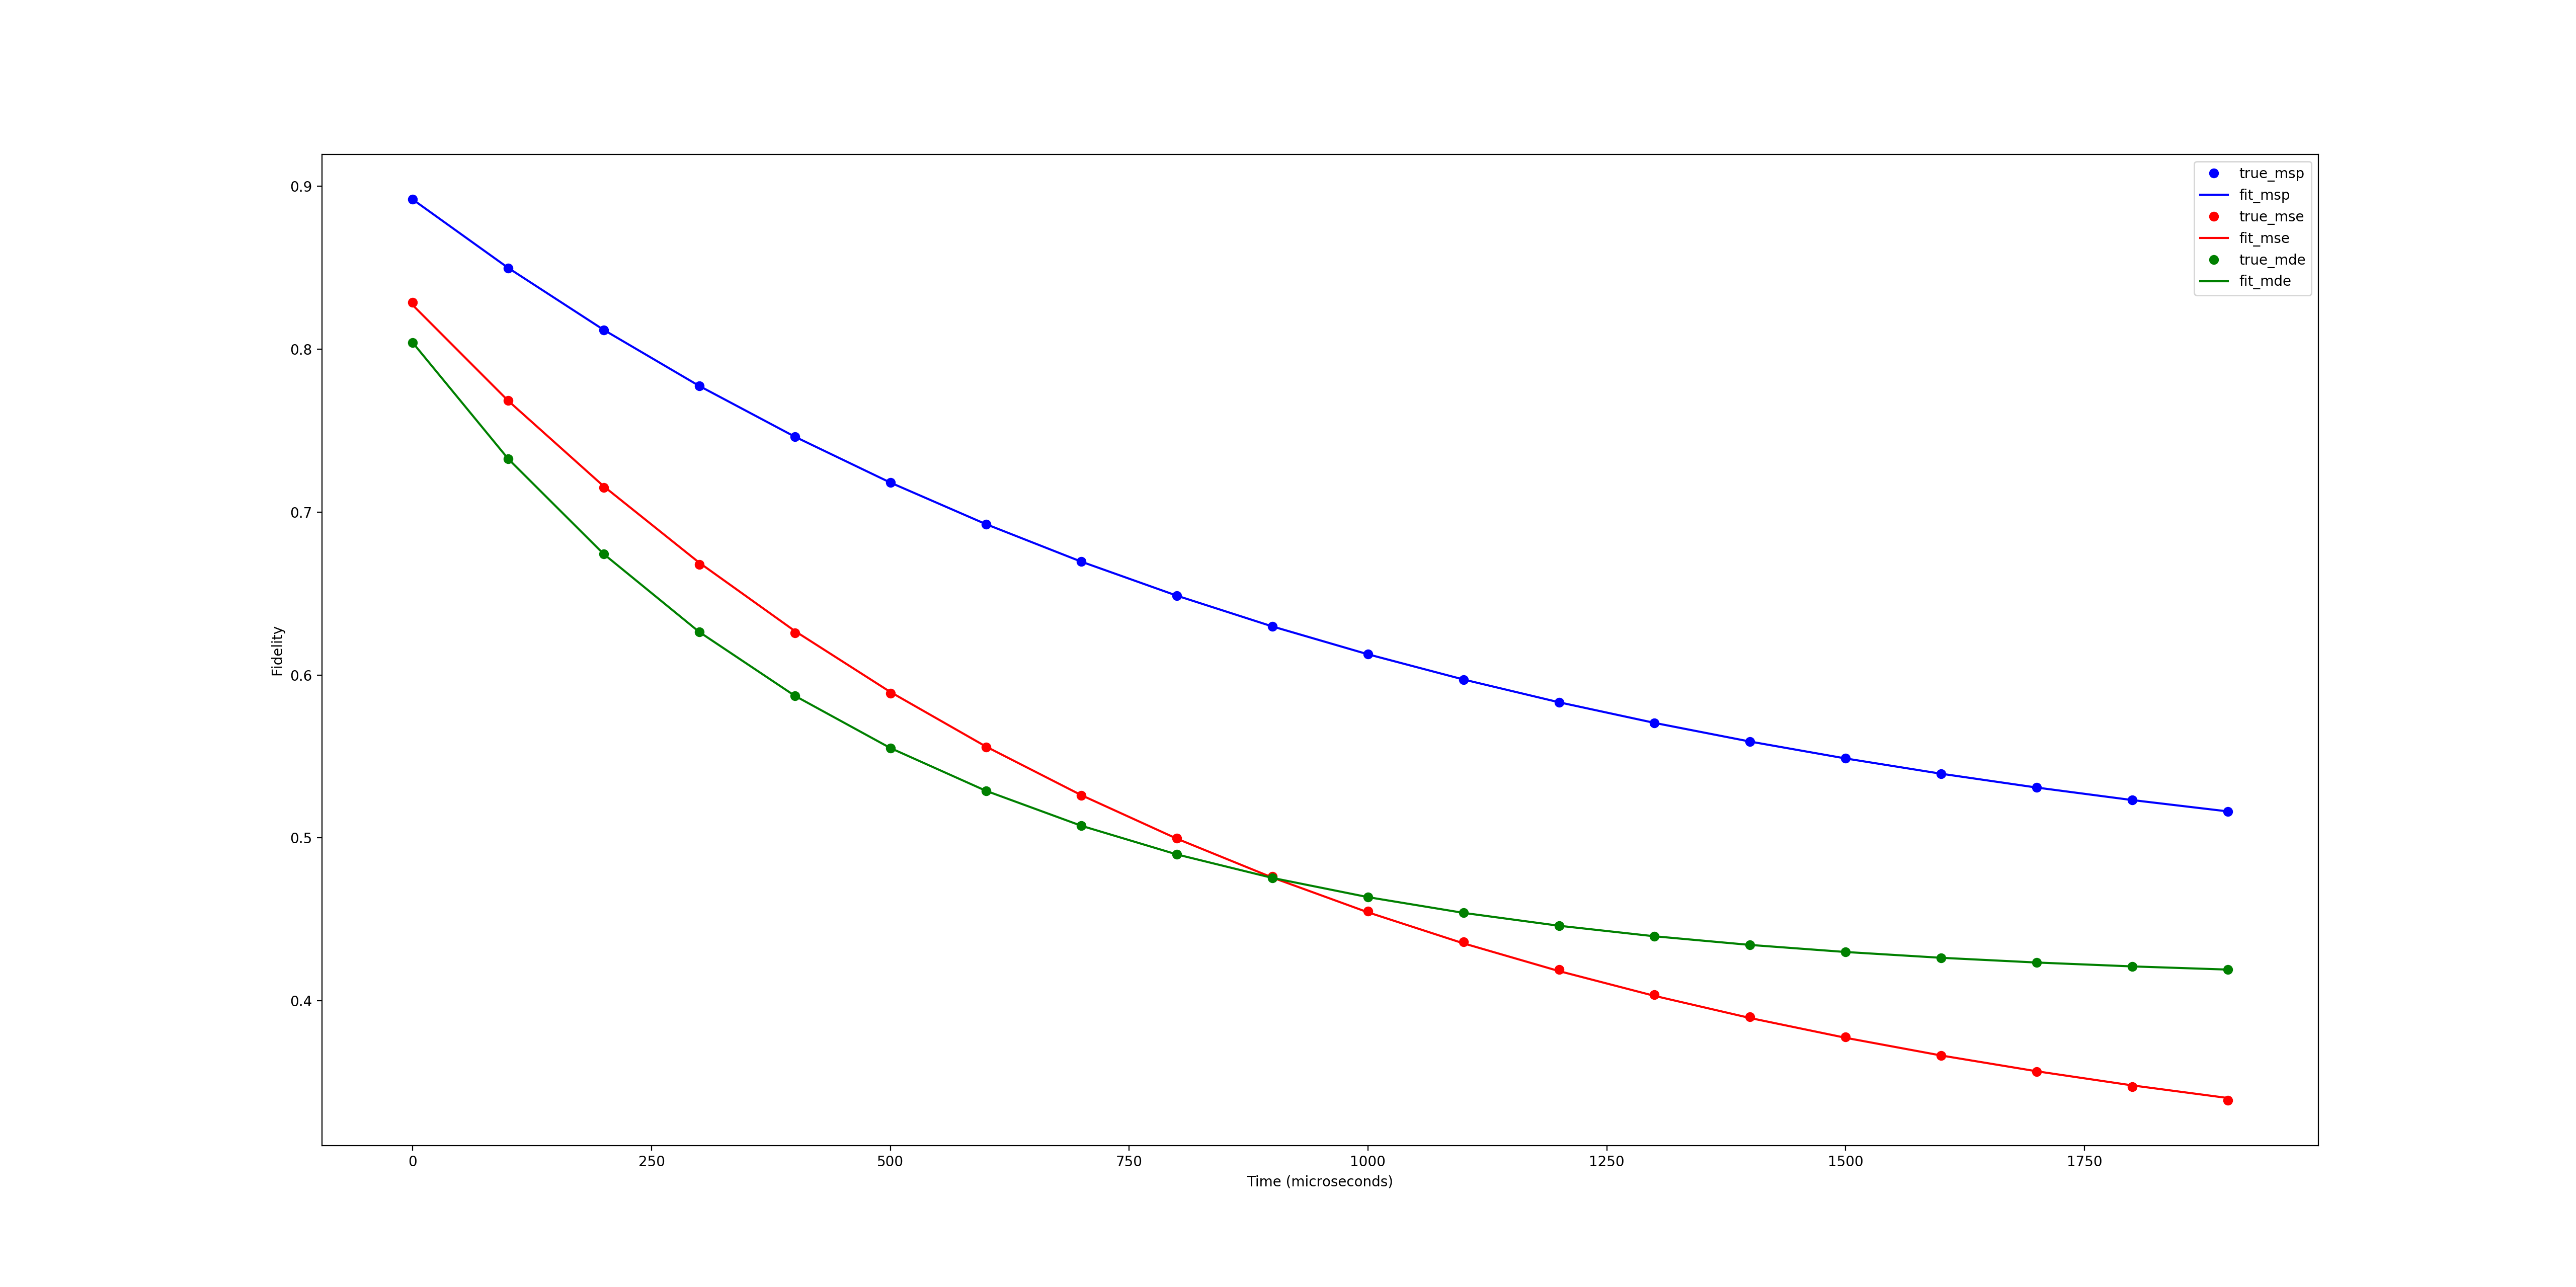 true_msp
fit_msp
true_mse
fit_mse
true_mde
fit_mde
0.9
0.8
0.7
0.6
0.5
0.4
Fidelity
0 250 500 750 1000 1250 1500 1750
Time (microseconds)